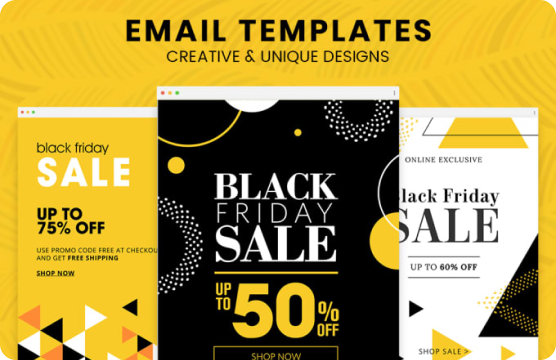 EMAIL TEMPLATES
CREATIVE & UNIQUE DESIGNS
black friday
SALE
UP TO
75% OFF
USE PROMO CODE FREE AT CHECKOU
AND GET FREE SHIPPING
SHOP NOW
BLACK
FRIDAY
SALE
UP TO 50% OFF
SHOP NOW
ONLINE EXCLUSIVE
lack Friday
SALE
UP TO 60% OFF
SHOP SALE >